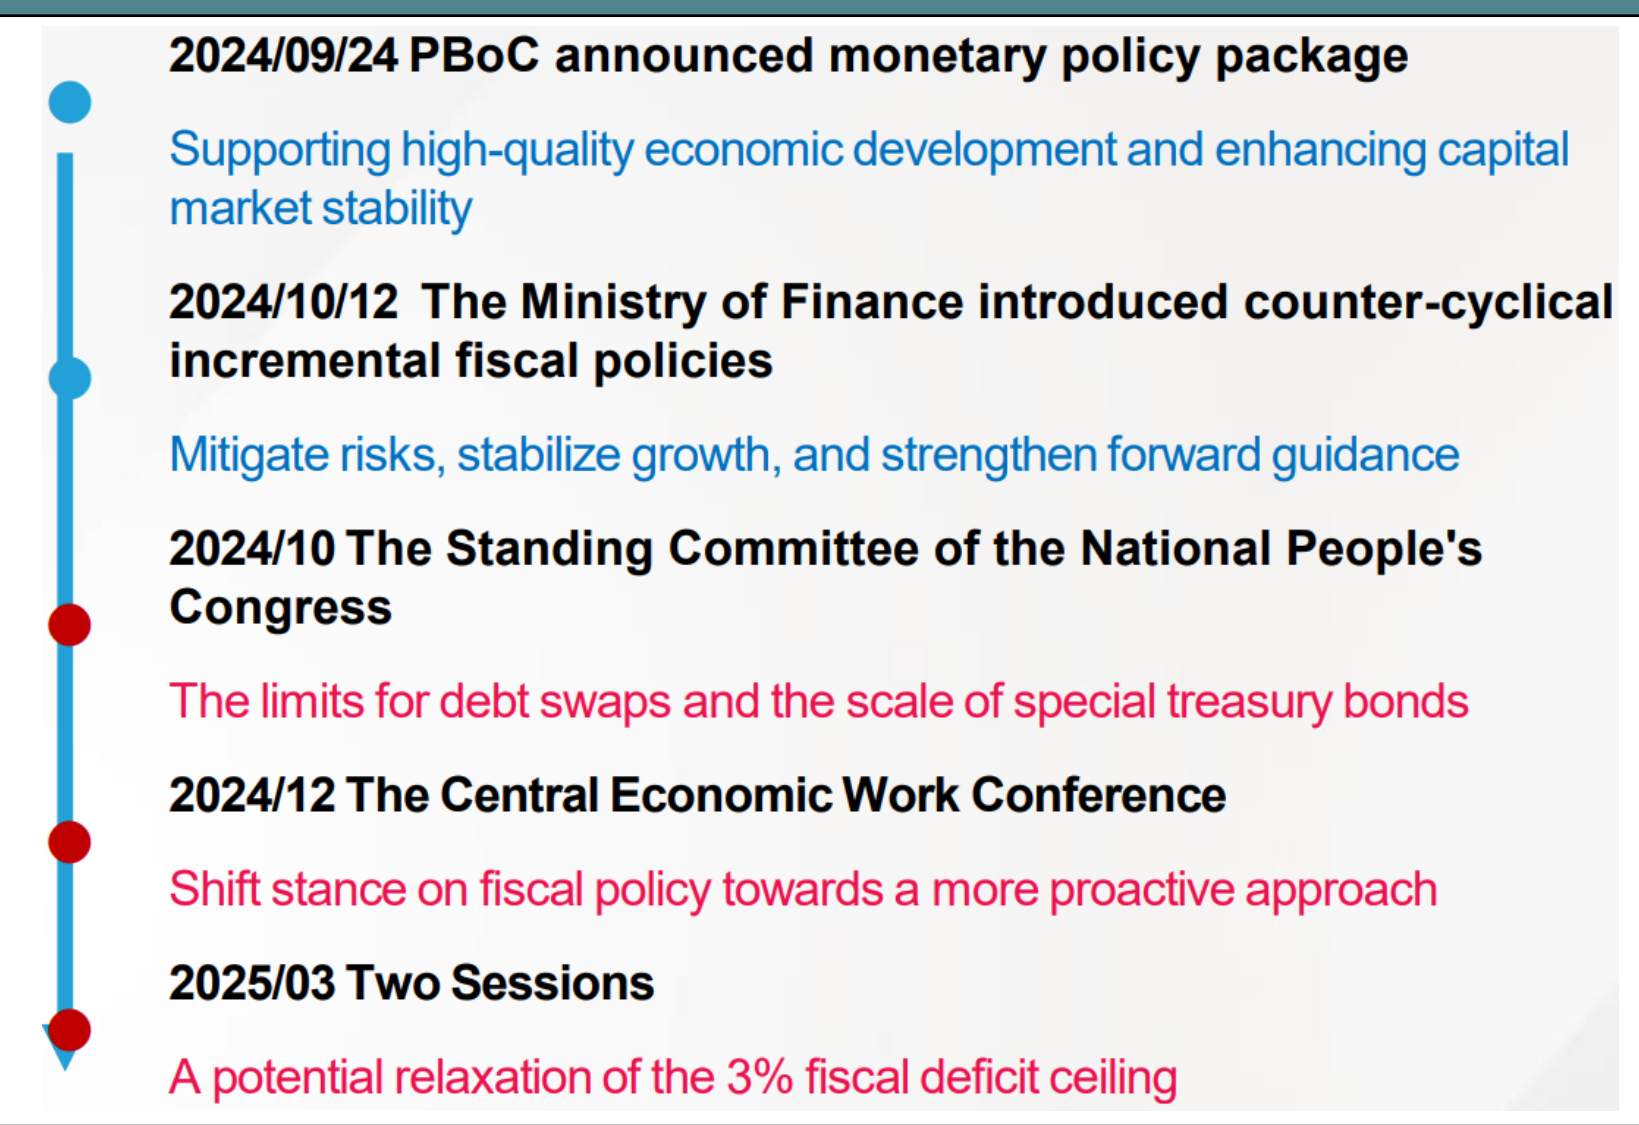 2024/09/24 PBoC announced monetary policy package
Supporting high-quality economic development and enhancing capital
market stability
2024/10/12 The Ministry of Finance introduced counter-cyclical
incremental fiscal policies
Mitigate risks, stabilize growth, and strengthen forward guidance
2024/10 The Standing Committee of the National People's
Congress
The limits for debt swaps and the scale of special treasury bonds
2024/12 The Central Economic Work Conference
Shift stance on fiscal policy towards a more proactive approach
2025/03 Two Sessions
A potential relaxation of the 3% fiscal deficit ceiling